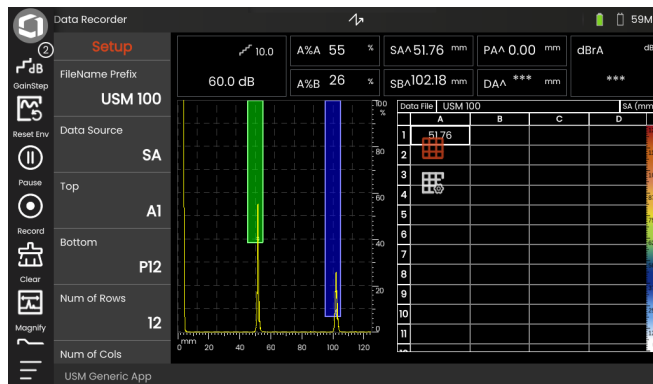 Data Recorder
59M
2
dB
GainStep
Reset Env
Pause
Record
Clear
Magnify
Setup
FileName Prefix
USM 100
Data Source
SA
Top
A1
Bottom
P12
Num of Rows
12
Num of Cols
USM Generic App
10.0
60.0 dB
A%A 55 %
A%B 26 %
SA^51.76 mm
SB^102.18 mm
PA^ 0.00 mm
DA^ *** mm
dBrA dB
***
100
%
80
60
40
20
0
mm
0 20 40 60 80 100 120
Data File USM 100 SA (mm
A B C D
1 51.76
2
3
4
5
6
7
8
9
10
11